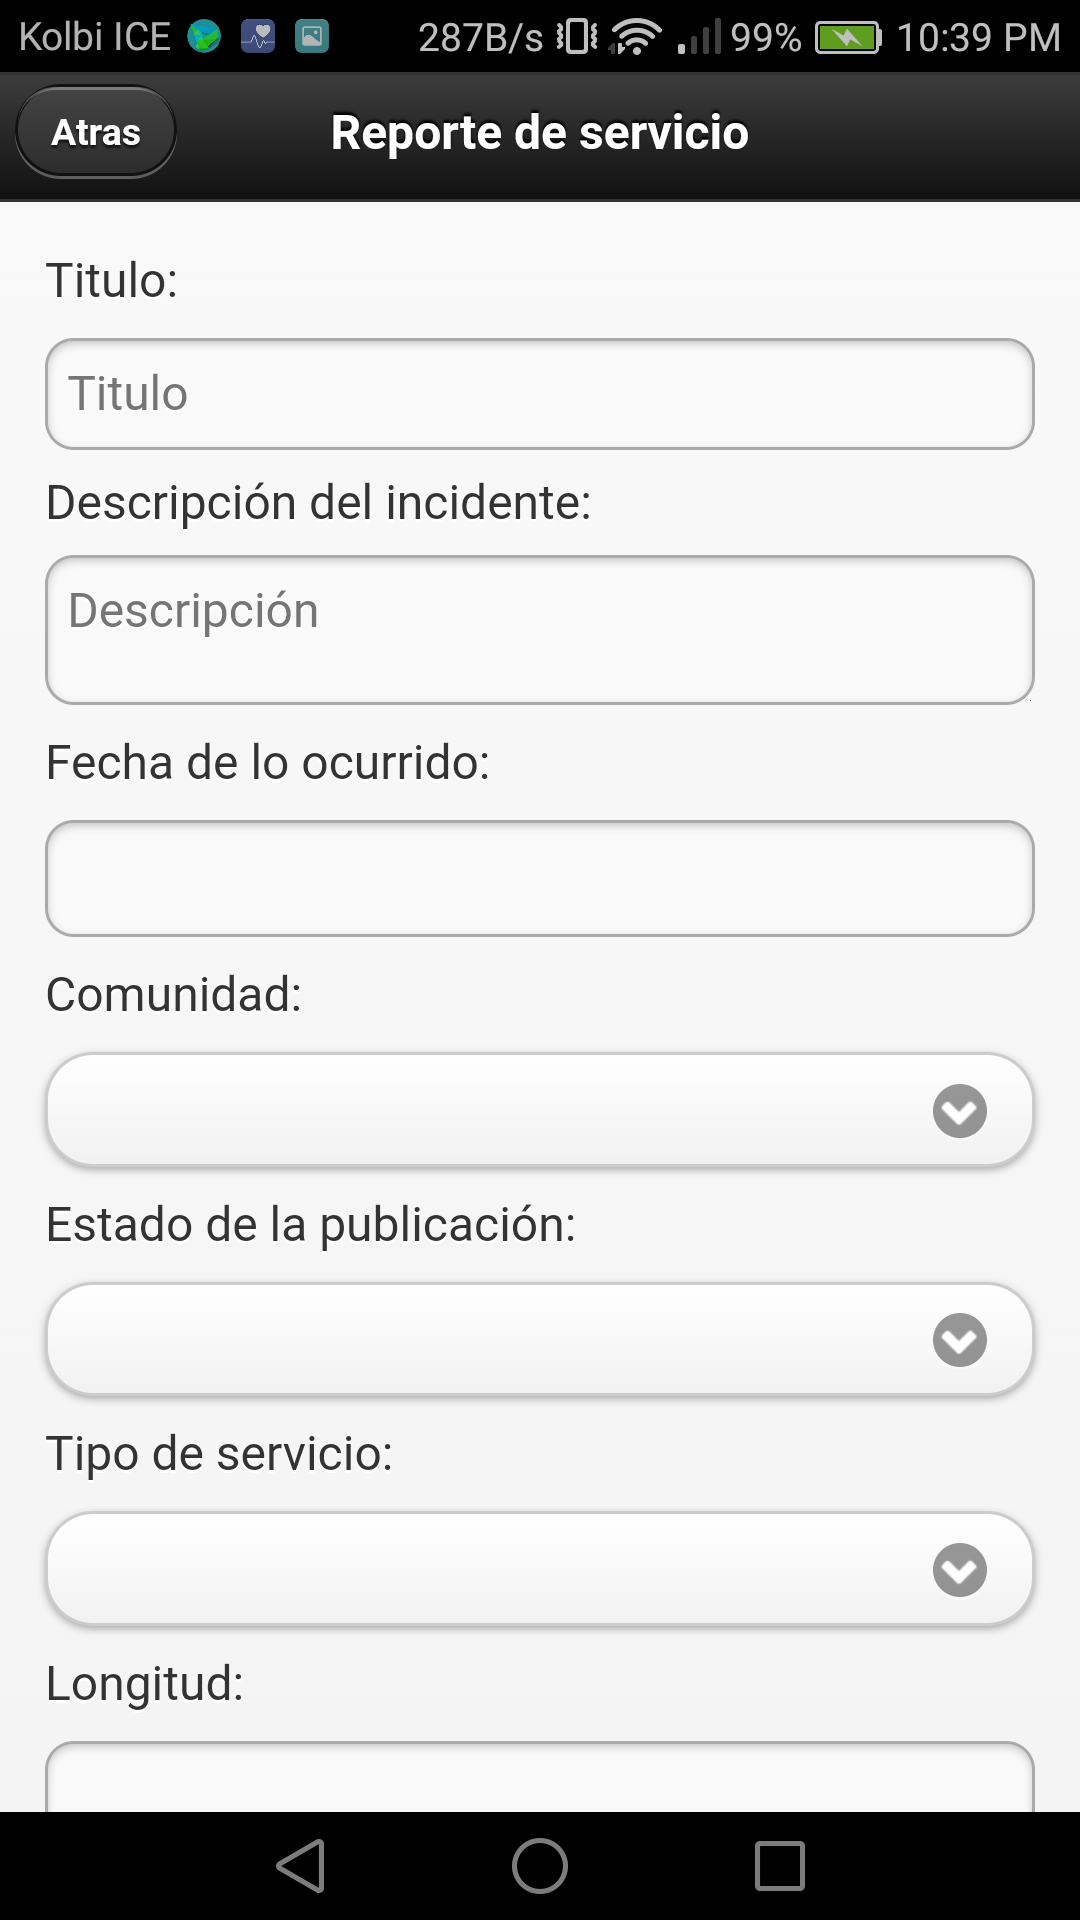 Kolbi ICE 287B/s 99% 10:39 PM
Atras Reporte de servicio
Titulo:
Titulo
Descripción del incidente:
Descripción
Fecha de lo ocurrido:
Comunidad:
Estado de la publicación:
Tipo de servicio:
Longitud: